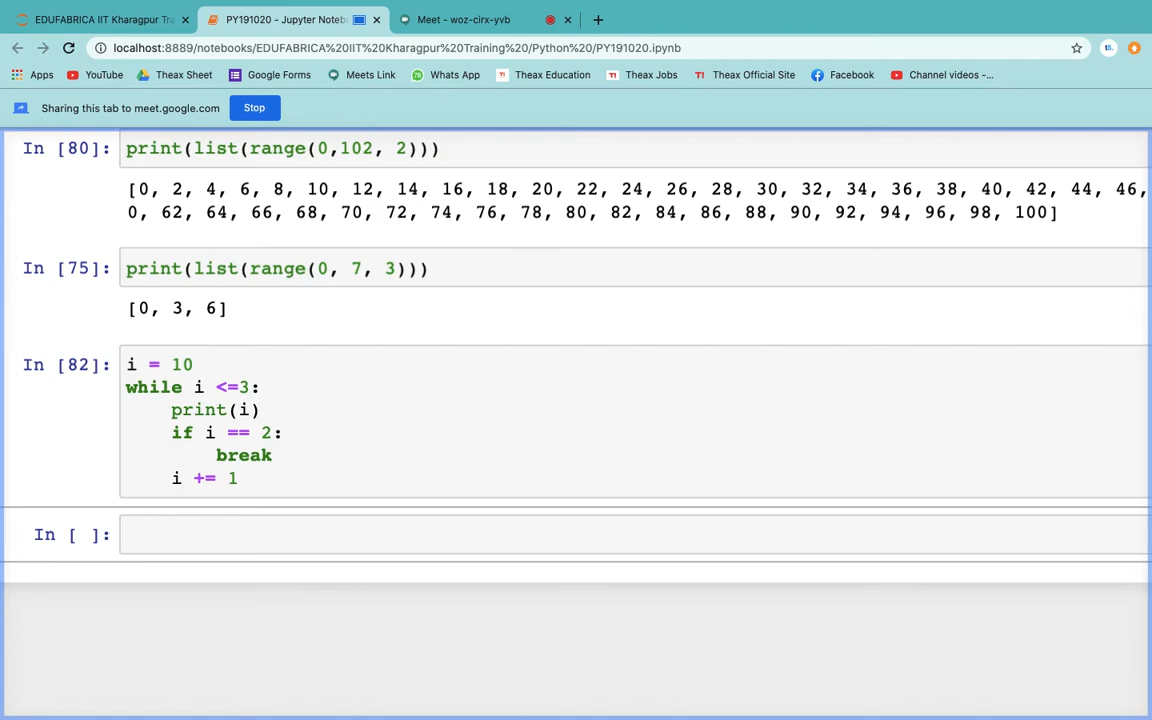 EDUFABRICA IIT Kharagpur Tra
PY191020 - Jupyter Noteb
Meet - woz-cirx-yvb
localhost:8889/notebooks/EDUFABRICA%20IIT%20Kharagpur%20Training%20/Python%20/PY191020.ipynb
Apps YouTube Theax Sheet Google Forms Meets Link Whats App Theax Education Theax Jobs Theax Official Site Facebook Channel videos -...
Sharing this tab to meet.google.com Stop
In [80]: print(list(range(0,102, 2)))
[0, 2, 4, 6, 8, 10, 12, 14, 16, 18, 20, 22, 24, 26, 28, 30, 32, 34, 36, 38, 40, 42, 44, 46,
0, 62, 64, 66, 68, 70, 72, 74, 76, 78, 80, 82, 84, 86, 88, 90, 92, 94, 96, 98, 100]
In [75]: print(list(range(0, 7, 3)))
[0, 3, 6]
In [82]: i = 10
while i <=3:
    print(i)
    if i == 2:
        break
    i += 1
In [ ]: